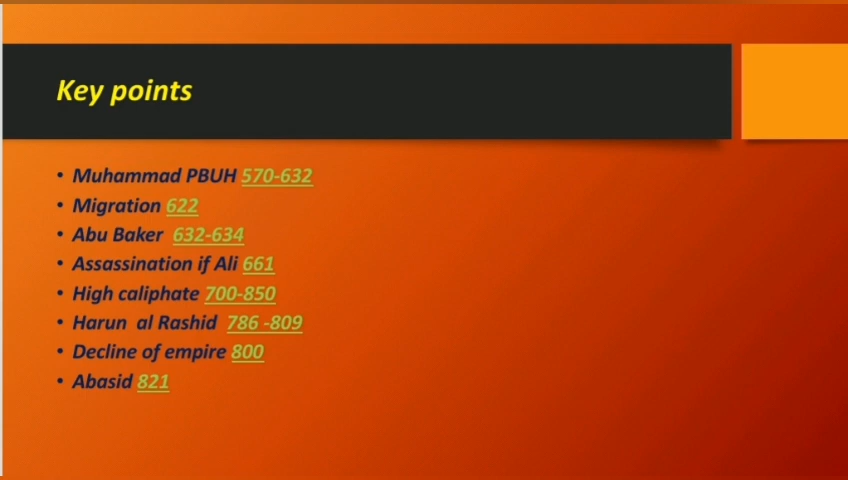 Key points
• Muhammad PBUH 570-632
• Migration 622
• Abu Baker 632-634
• Assassination if Ali 661
• High caliphate 700-850
• Harun al Rashid 786 -809
• Decline of empire 800
• Abasid 821